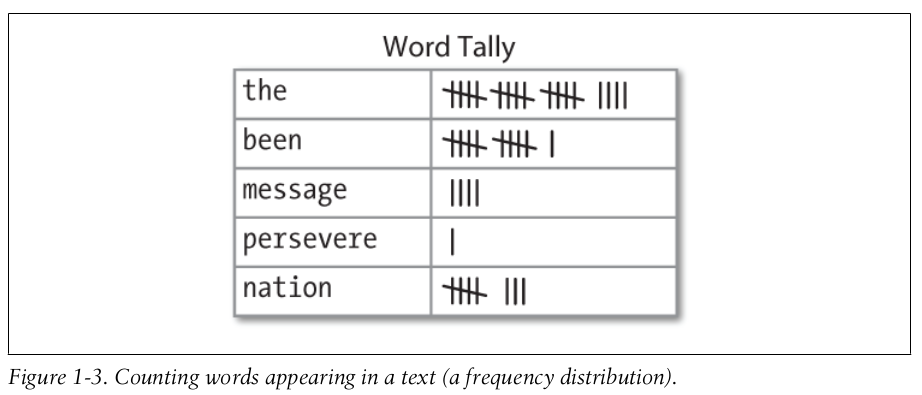 Word Tally
the
been
message
persevere
nation
Figure 1-3. Counting words appearing in a text (a frequency distribution).